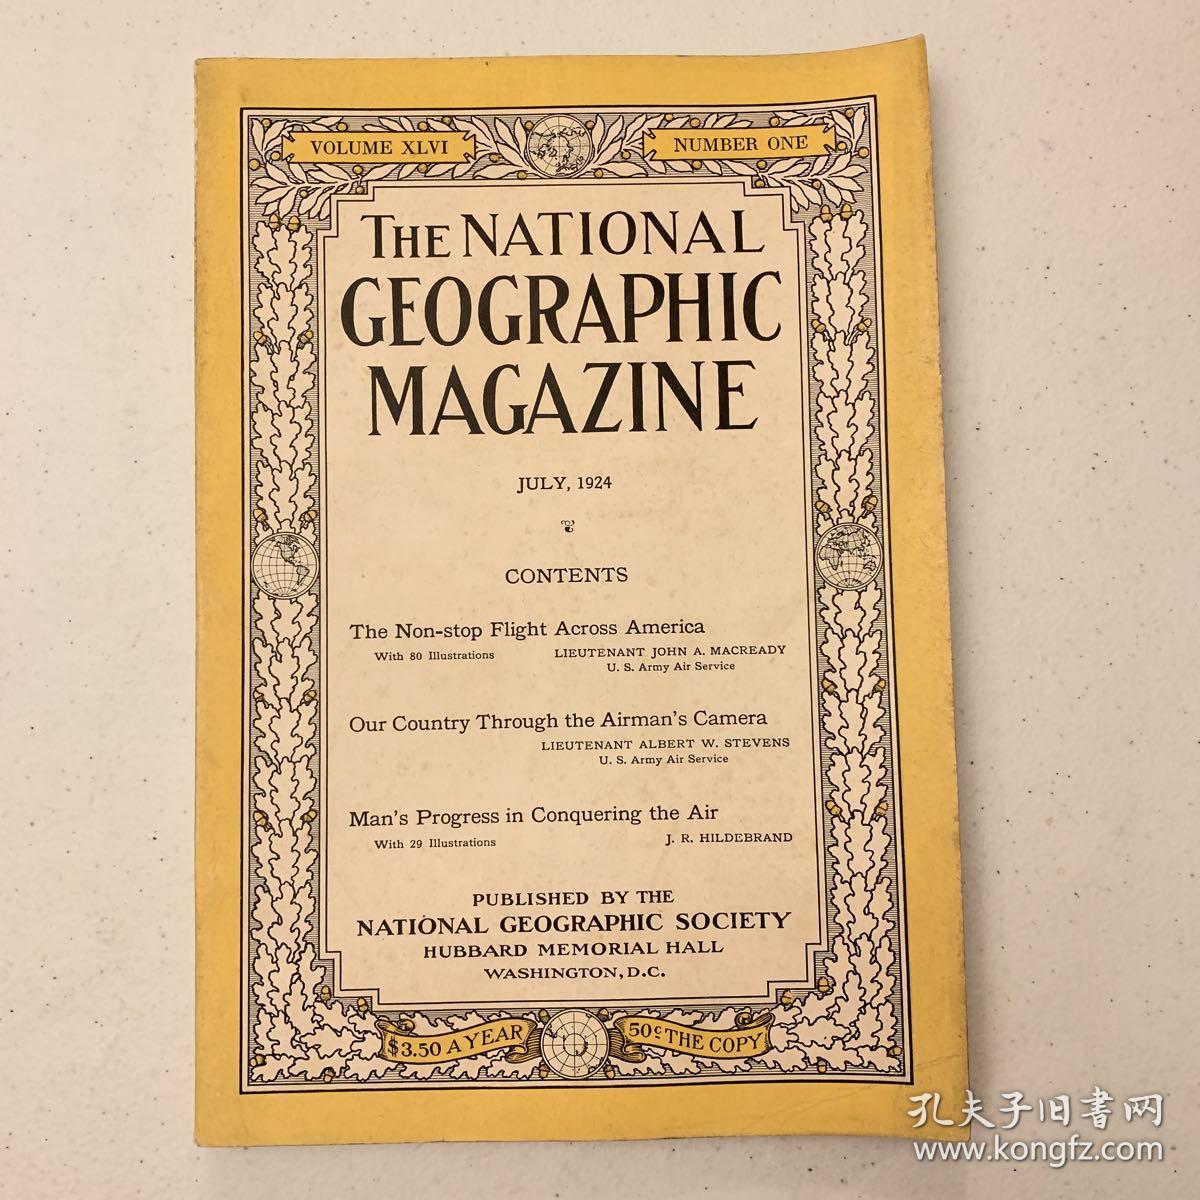 VOLUME XLVI
NUMBER ONE
THE NATIONAL
GEOGRAPHIC
MAGAZINE
JULY, 1924
CONTENTS
The Non-stop Flight Across America
With 80 Illustrations LIEUTENANT JOHN A. MACREADY
U. S. Army Air Service
Our Country Through the Airman's Camera
LIEUTENANT ALBERT W. STEVENS
U. S. Army Air Service
Man's Progress in Conquering the Air
With 29 Illustrations J. R. HILDEBRAND
PUBLISHED BY THE
NATIONAL GEOGRAPHIC SOCIETY
HUBBARD MEMORIAL HALL
WASHINGTON, D.C.
$3.50 A YEAR
50¢ THE COPY
孔夫子旧書网
www.kongfz.com